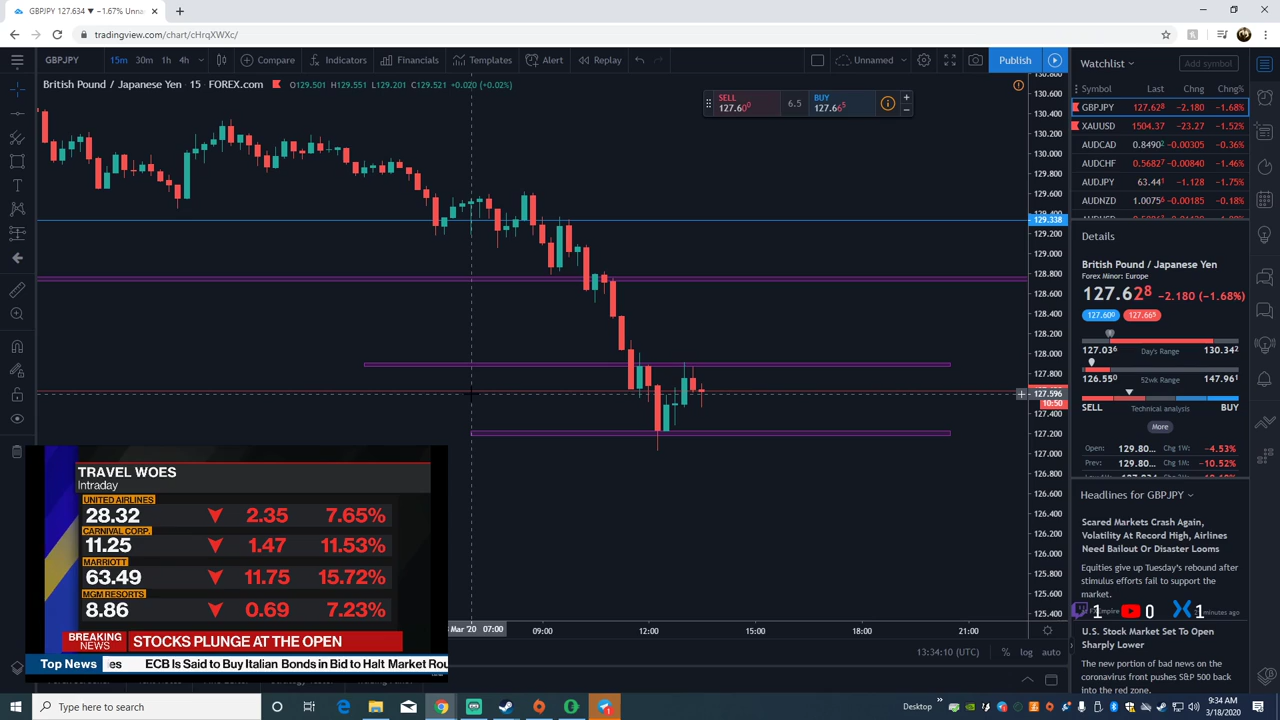 GBPJPY 127.634 ▼ −1.67% Unna
tradingview.com/chart/cHrqXWXc/
GBPJPY 15m 30m 1h 4h Compare Indicators Financials Templates Alert Replay Unnamed Publish
British Pound / Japanese Yen · 15 FOREX.com O129.501 H129.551 L129.201 C129.521 +0.020 (+0.02%)
SELL
127.600
6.5
BUY
127.665
130.800
130.600
130.400
130.200
130.000
129.800
129.600
129.400
129.338
129.200
129.000
128.800
128.600
128.400
128.200
128.000
127.800
127.596
10:50
127.400
127.200
127.000
126.800
126.600
126.400
126.200
126.000
125.800
125.600
125.400
Mar '20 07:00 09:00 12:00 15:00 18:00 21:00
13:34:10 (UTC) % log auto
Watchlist Add symbol
Symbol Last Chng Chng%
GBPJPY 127.628 −2.180 −1.68%
XAUUSD 1504.37 −23.27 −1.52%
AUDCAD 0.84902 −0.00305 −0.36%
AUDCHF 0.56827 −0.00840 −1.46%
AUDJPY 63.441 −1.128 −1.75%
AUDNZD 1.00756 −0.00185 −0.18%
Details
British Pound / Japanese Yen
Forex Minor: Europe
127.628 −2.180 (−1.68%)
127.600 127.665
127.036 Day's Range 130.342
126.550 52wk Range 147.961
SELL Technical analysis BUY
More
Open: 129.80... Chg 1W: −4.53%
Prev: 129.80... Chg 1M: −10.52%
Headlines for GBPJPY
Scared Markets Crash Again,
Volatility At Record High, Airlines
Need Bailout Or Disaster Looms
Equities give up Tuesday's rebound after
stimulus efforts fail to support the
market.
1 0 1
minutes ago
U.S. Stock Market Set To Open
Sharply Lower
The new portion of bad news on the
coronavirus front pushes S&P 500 back
into the red zone.
TRAVEL WOES
Intraday
UNITED AIRLINES
28.32 2.35 7.65%
CARNIVAL CORP.
11.25 1.47 11.53%
MARRIOTT
63.49 11.75 15.72%
MGM RESORTS
8.86 0.69 7.23%
BREAKING
NEWS
STOCKS PLUNGE AT THE OPEN
Top News es ECB Is Said to Buy Italian Bonds in Bid to Halt Market Rou
Type here to search
Desktop
9:34 AM
3/18/2020